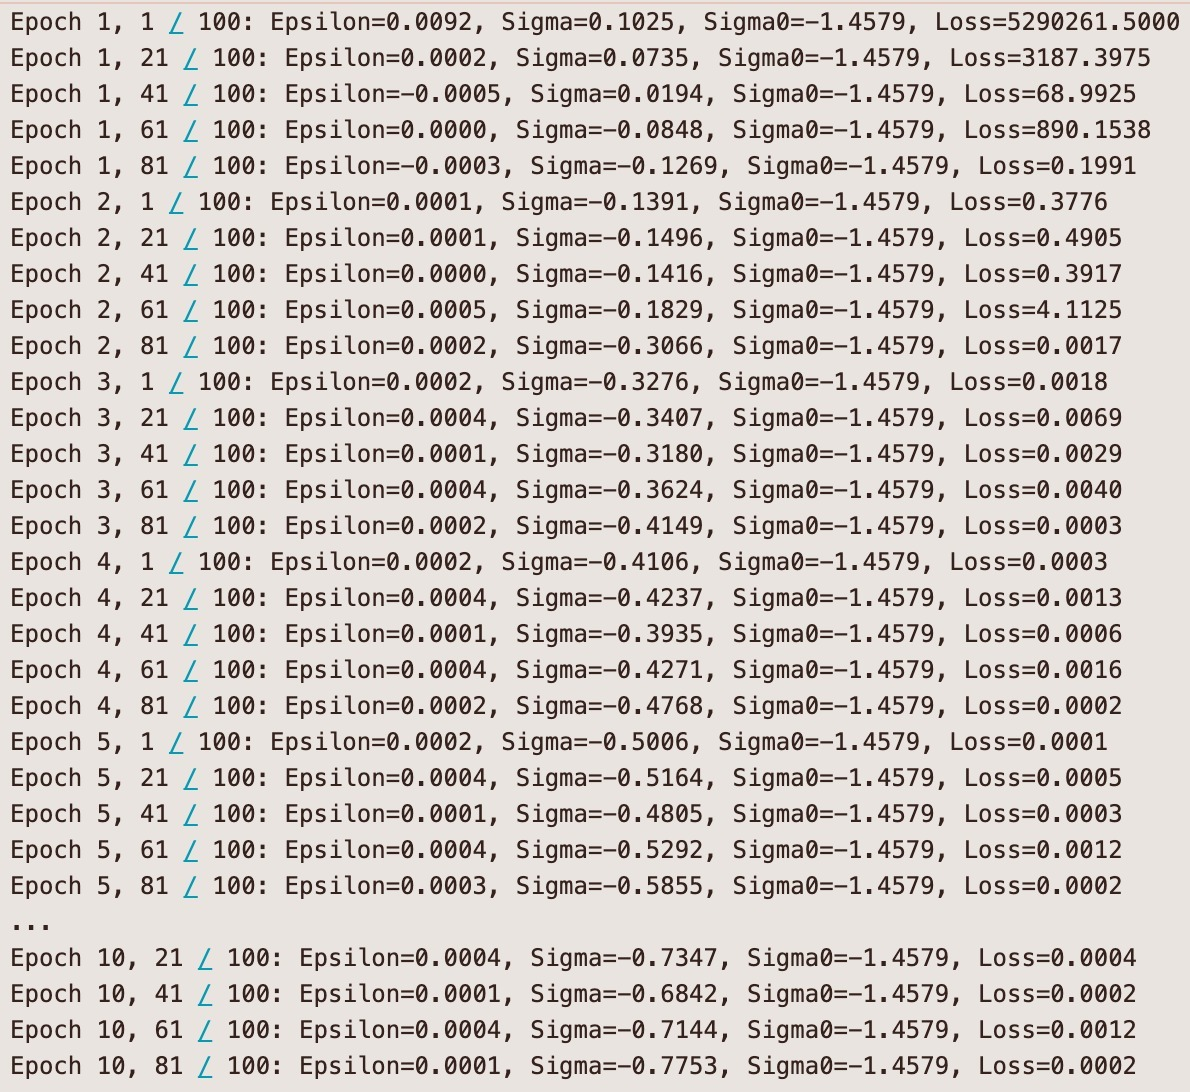 Epoch 1, 1 / 100: Epsilon=0.0092, Sigma=0.1025, Sigma0=−1.4579, Loss=5290261.5000
Epoch 1, 21 / 100: Epsilon=0.0002, Sigma=0.0735, Sigma0=−1.4579, Loss=3187.3975
Epoch 1, 41 / 100: Epsilon=−0.0005, Sigma=0.0194, Sigma0=−1.4579, Loss=68.9925
Epoch 1, 61 / 100: Epsilon=0.0000, Sigma=−0.0848, Sigma0=−1.4579, Loss=890.1538
Epoch 1, 81 / 100: Epsilon=−0.0003, Sigma=−0.1269, Sigma0=−1.4579, Loss=0.1991
Epoch 2, 1 / 100: Epsilon=0.0001, Sigma=−0.1391, Sigma0=−1.4579, Loss=0.3776
Epoch 2, 21 / 100: Epsilon=0.0001, Sigma=−0.1496, Sigma0=−1.4579, Loss=0.4905
Epoch 2, 41 / 100: Epsilon=0.0000, Sigma=−0.1416, Sigma0=−1.4579, Loss=0.3917
Epoch 2, 61 / 100: Epsilon=0.0005, Sigma=−0.1829, Sigma0=−1.4579, Loss=4.1125
Epoch 2, 81 / 100: Epsilon=0.0002, Sigma=−0.3066, Sigma0=−1.4579, Loss=0.0017
Epoch 3, 1 / 100: Epsilon=0.0002, Sigma=−0.3276, Sigma0=−1.4579, Loss=0.0018
Epoch 3, 21 / 100: Epsilon=0.0004, Sigma=−0.3407, Sigma0=−1.4579, Loss=0.0069
Epoch 3, 41 / 100: Epsilon=0.0001, Sigma=−0.3180, Sigma0=−1.4579, Loss=0.0029
Epoch 3, 61 / 100: Epsilon=0.0004, Sigma=−0.3624, Sigma0=−1.4579, Loss=0.0040
Epoch 3, 81 / 100: Epsilon=0.0002, Sigma=−0.4149, Sigma0=−1.4579, Loss=0.0003
Epoch 4, 1 / 100: Epsilon=0.0002, Sigma=−0.4106, Sigma0=−1.4579, Loss=0.0003
Epoch 4, 21 / 100: Epsilon=0.0004, Sigma=−0.4237, Sigma0=−1.4579, Loss=0.0013
Epoch 4, 41 / 100: Epsilon=0.0001, Sigma=−0.3935, Sigma0=−1.4579, Loss=0.0006
Epoch 4, 61 / 100: Epsilon=0.0004, Sigma=−0.4271, Sigma0=−1.4579, Loss=0.0016
Epoch 4, 81 / 100: Epsilon=0.0002, Sigma=−0.4768, Sigma0=−1.4579, Loss=0.0002
Epoch 5, 1 / 100: Epsilon=0.0002, Sigma=−0.5006, Sigma0=−1.4579, Loss=0.0001
Epoch 5, 21 / 100: Epsilon=0.0004, Sigma=−0.5164, Sigma0=−1.4579, Loss=0.0005
Epoch 5, 41 / 100: Epsilon=0.0001, Sigma=−0.4805, Sigma0=−1.4579, Loss=0.0003
Epoch 5, 61 / 100: Epsilon=0.0004, Sigma=−0.5292, Sigma0=−1.4579, Loss=0.0012
Epoch 5, 81 / 100: Epsilon=0.0003, Sigma=−0.5855, Sigma0=−1.4579, Loss=0.0002
...
Epoch 10, 21 / 100: Epsilon=0.0004, Sigma=−0.7347, Sigma0=−1.4579, Loss=0.0004
Epoch 10, 41 / 100: Epsilon=0.0001, Sigma=−0.6842, Sigma0=−1.4579, Loss=0.0002
Epoch 10, 61 / 100: Epsilon=0.0004, Sigma=−0.7144, Sigma0=−1.4579, Loss=0.0012
Epoch 10, 81 / 100: Epsilon=0.0001, Sigma=−0.7753, Sigma0=−1.4579, Loss=0.0002